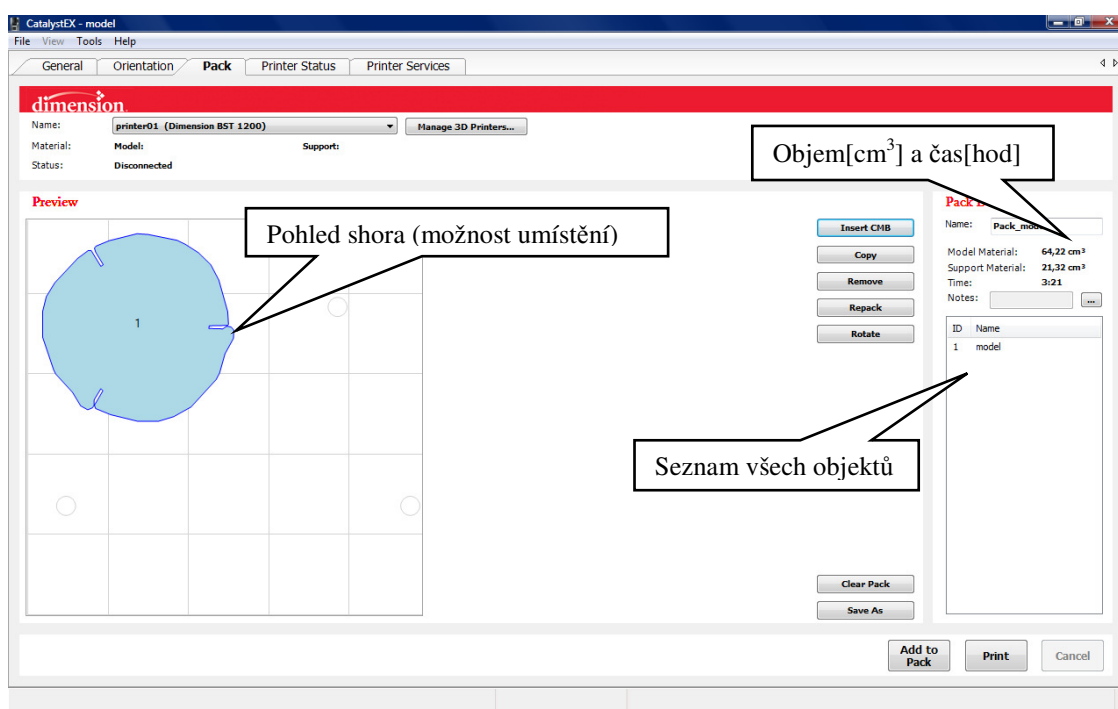 CatalystEX - model
File View Tools Help
General Orientation Pack Printer Status Printer Services
dimension
Name: printer01 (Dimension BST 1200) Manage 3D Printers...
Material: Model: Support:
Status: Disconnected
Objem[cm³] a čas[hod]
Preview
Pack
Pohled shora (možnost umístění)
Insert CMB
Name:
Copy
Model Material: 64,22 cm³
Support Material: 21,32 cm³
Remove
Time: 3:21
Notes: ...
Repack
1
Rotate
ID Name
1 model
Seznam všech objektů
Clear Pack
Save As
Add to
Pack
Print
Cancel